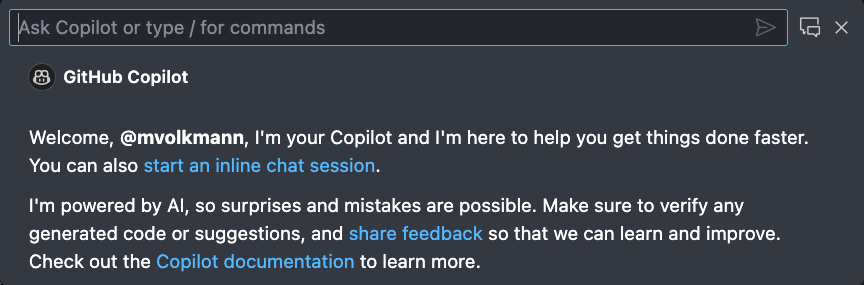 Ask Copilot or type / for commands
GitHub Copilot
Welcome, @mvolkmann, I'm your Copilot and I'm here to help you get things done faster.
You can also start an inline chat session.
I'm powered by AI, so surprises and mistakes are possible. Make sure to verify any
generated code or suggestions, and share feedback so that we can learn and improve.
Check out the Copilot documentation to learn more.